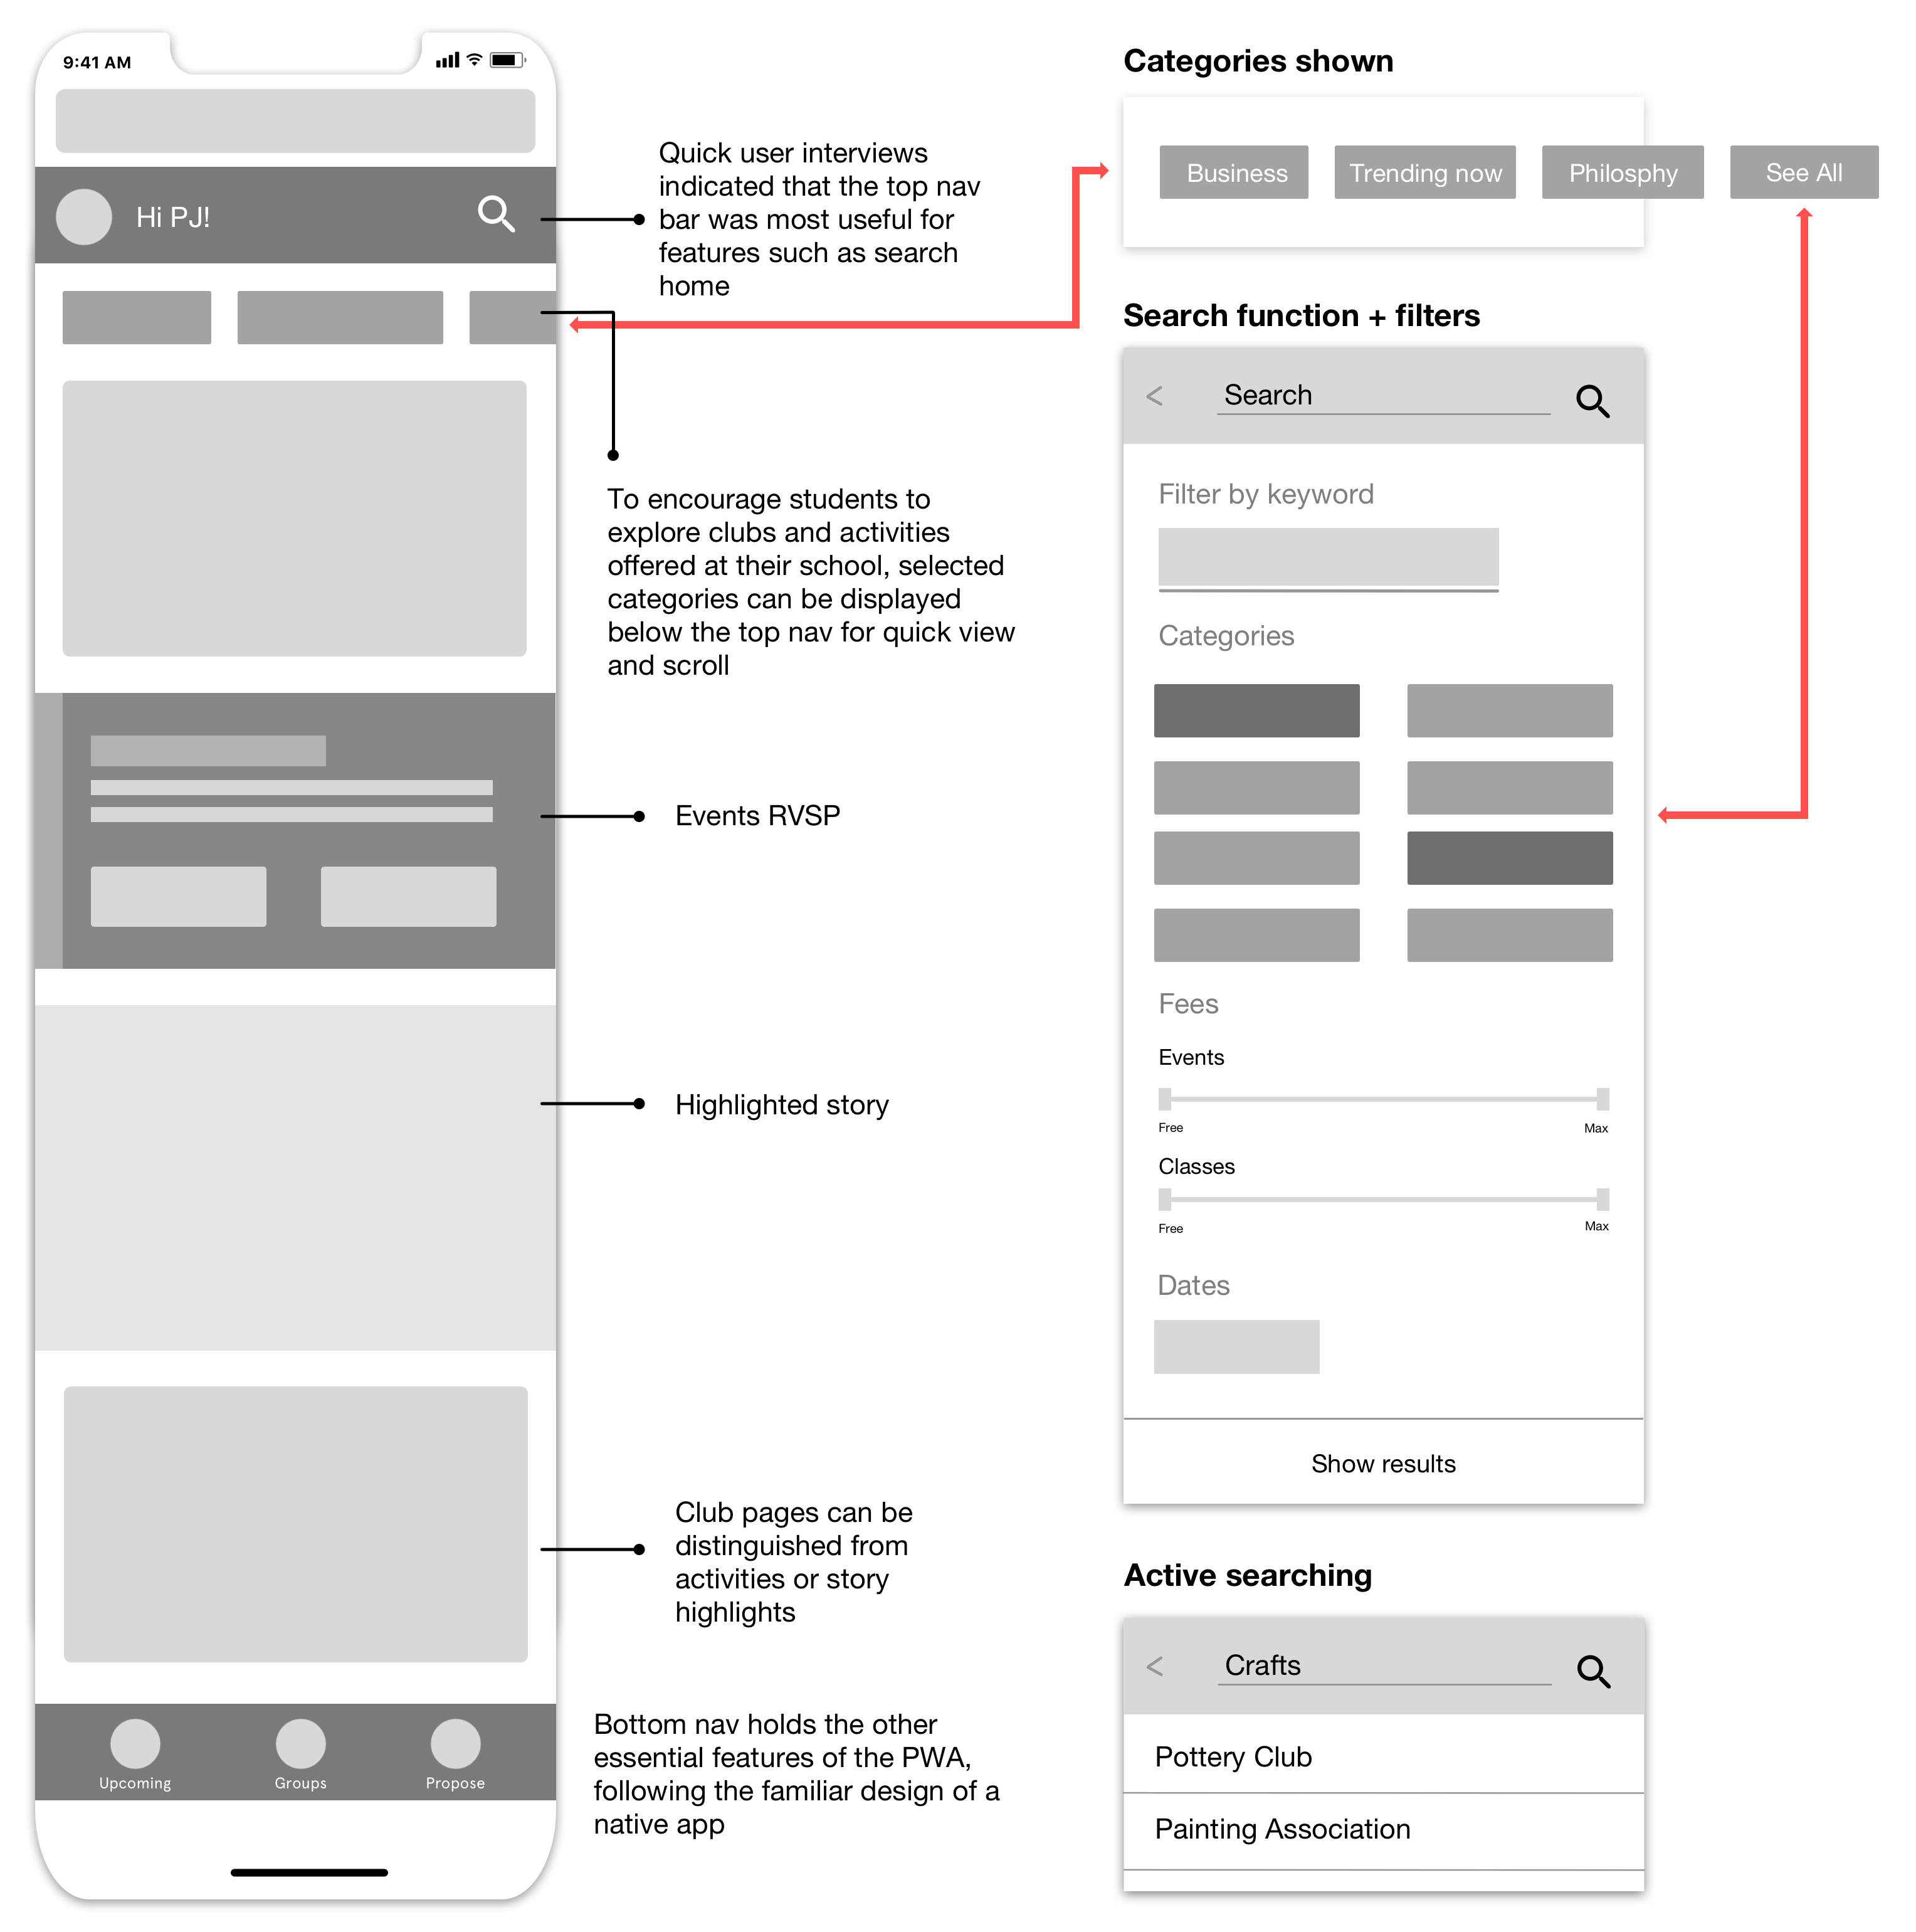 9:41 AM
Hi PJ!
Quick user interviews
indicated that the top nav
bar was most useful for
features such as search
home
To encourage students to
explore clubs and activities
offered at their school, selected
categories can be displayed
below the top nav for quick view
and scroll
Events RVSP
Highlighted story
Club pages can be
distinguished from
activities or story
highlights
Upcoming
Groups
Propose
Bottom nav holds the other
essential features of the PWA,
following the familiar design of a
native app
Categories shown
Business
Trending now
Philosphy
See All
Search function + filters
<
Search
Filter by keyword
Categories
Fees
Events
Free
Max
Classes
Free
Max
Dates
Show results
Active searching
<
Crafts
Pottery Club
Painting Association